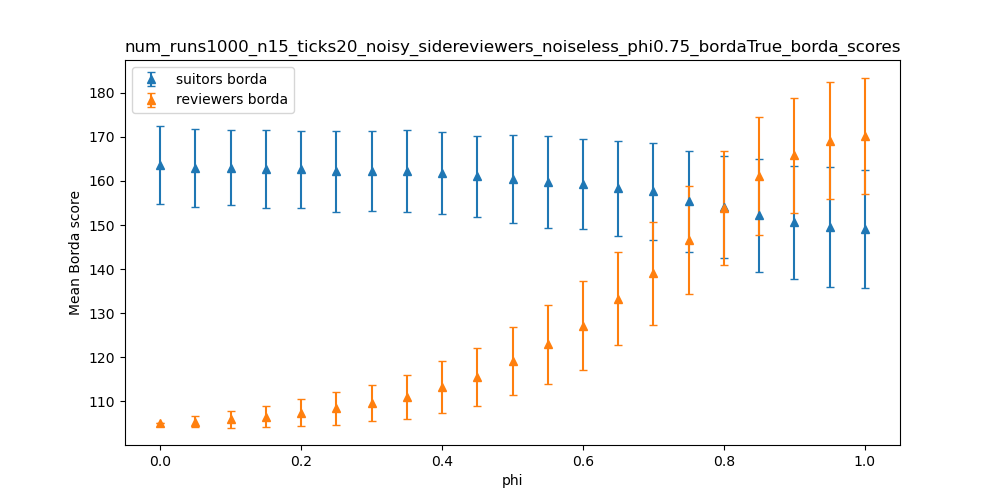 num_runs1000_n15_ticks20_noisy_sidereviewers_noiseless_phi0.75_bordaTrue_borda_scores
suitors borda
reviewers borda
Mean Borda score
180
170
160
150
140
130
120
110
0.0 0.2 0.4 0.6 0.8 1.0
phi